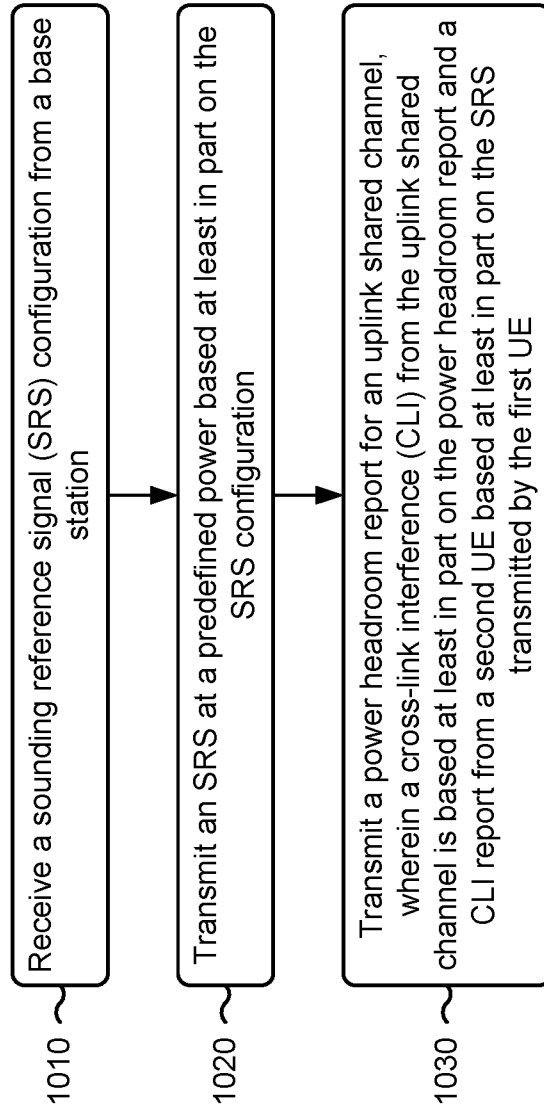 1010
Receive a sounding reference signal (SRS) configuration from a base
station
1020
Transmit an SRS at a predefined power based at least in part on the
SRS configuration
1030
Transmit a power headroom report for an uplink shared channel,
wherein a cross-link interference (CLI) from the uplink shared
channel is based at least in part on the power headroom report and a
CLI report from a second UE based at least in part on the SRS
transmitted by the first UE